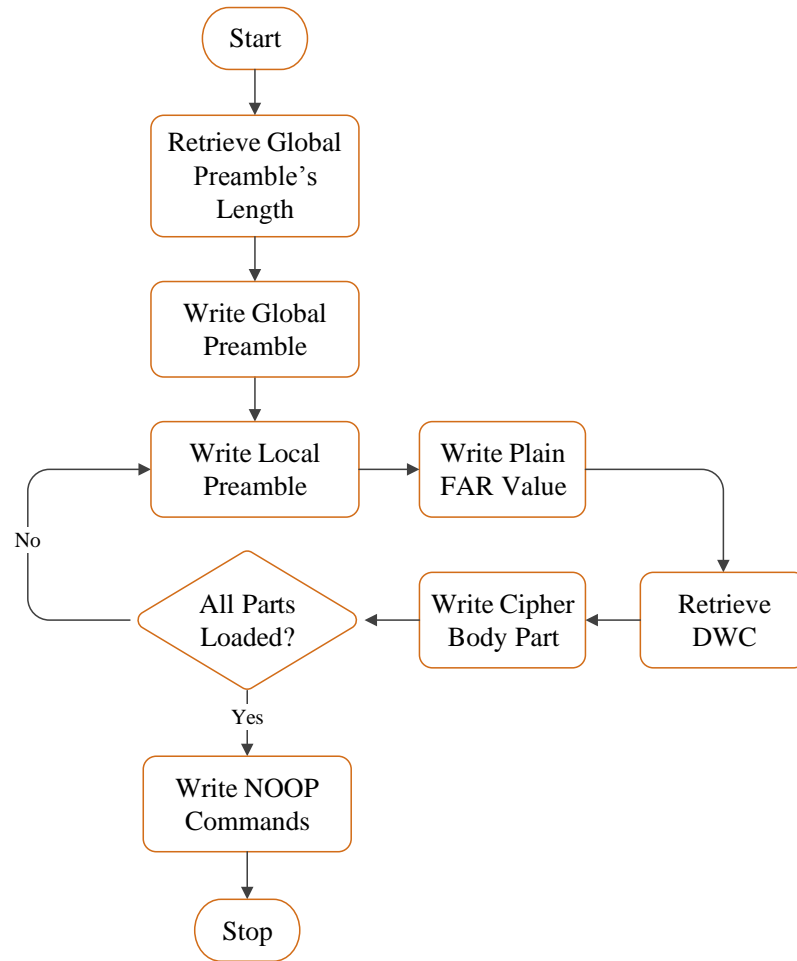 Start
Retrieve Global
Preamble’s
Length
Write Global
Preamble
Write Local
Preamble
Write Plain
FAR Value
No
All Parts
Loaded?
Write Cipher
Body Part
Retrieve
DWC
Yes
Write NOOP
Commands
Stop